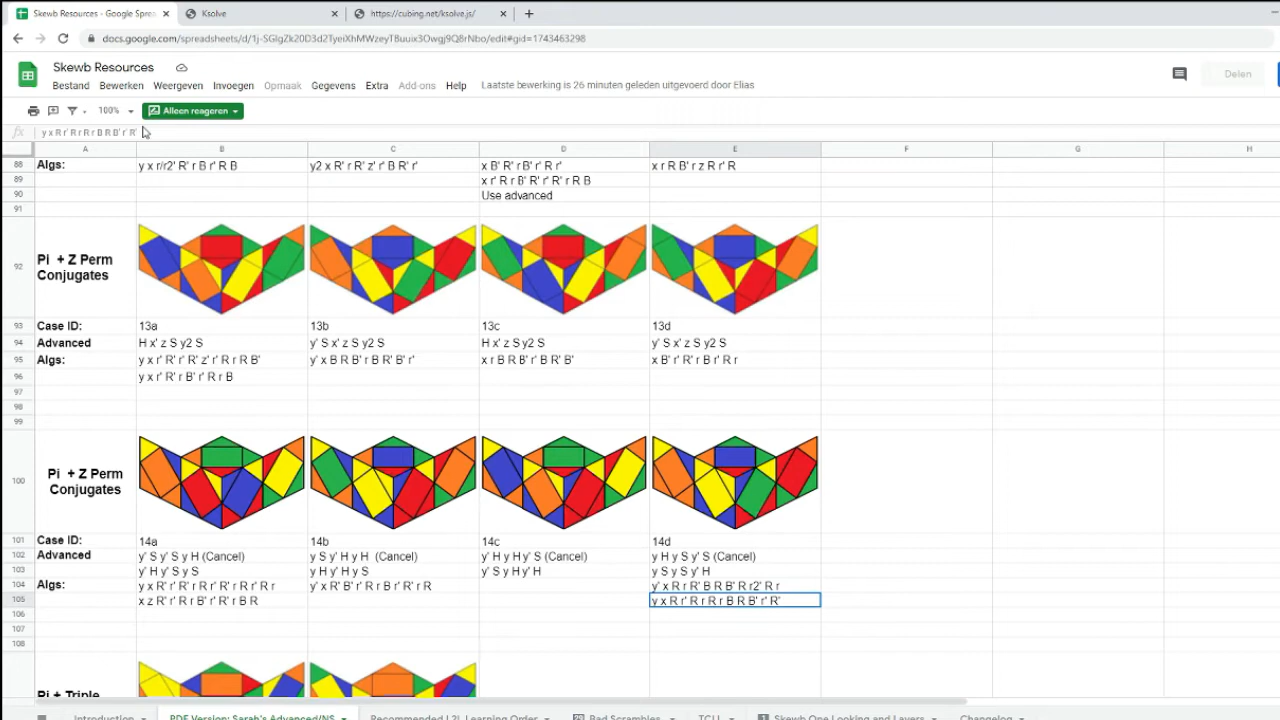 Skewb Resources - Google Sprea
Ksolve
https://cubing.net/ksolve.js/
docs.google.com/spreadsheets/d/1j-SGIgZk20D3d2TyeiXhMWzeyTBuuix3Owgj9Q8rNbo/edit#gid=1743463298
Skewb Resources
Bestand Bewerken Weergeven Invoegen Opmaak Gegevens Extra Add-ons Help Laatste bewerking is 26 minuten geleden uitgevoerd door Elias
Delen
100% Alleen reageren
fx y x R r' R r R r B R B' r' R'
A B C D E F G H
88 Algs: y x r/r2' R' r B r' R B y2 x R' r R' z' r' B R' r' x B' R' r B' r' R r' x r R B' r z R r' R
89 x r' R r B' R' r' R' r R B
90 Use advanced
91
92 Pi + Z Perm
Conjugates
93 Case ID: 13a 13b 13c 13d
94 Advanced H x' z S y2 S y' S x' z S y2 S H x' z S y2 S y' S x' z S y2 S
95 Algs: y x r' R' r' R' z' r' R r R B' y' x B R B' r B R' B' r' x r B R B' r' B R' B' x B' r' R' r B r' R r
96 y x r' R' r B' r' R r B
97
98
99
100 Pi + Z Perm
Conjugates
101 Case ID: 14a 14b 14c 14d
102 Advanced y' S y' S y H (Cancel) y S y' H y H (Cancel) y' H y H y' S (Cancel) y H y S y' S (Cancel)
103 y' H y' S y S y H y' H y S y' S y H y' H y S y S y' H
104 Algs: y x R' r' R' r R r' R' r R r R r y' x R' B' r' R r B r' R' r R y' x R r R' B R B' R r2' R r
105 x z R' r' R r B' r' R' r B R y x R r' R r R r B R B' r' R'
106
107
108
Pi + Triple
Introduction PDF Version: Sarah's Advanced/NS Recommended L2L Learning Order Bad Scrambles TCLL Skewb One Looking and Layers Changelog